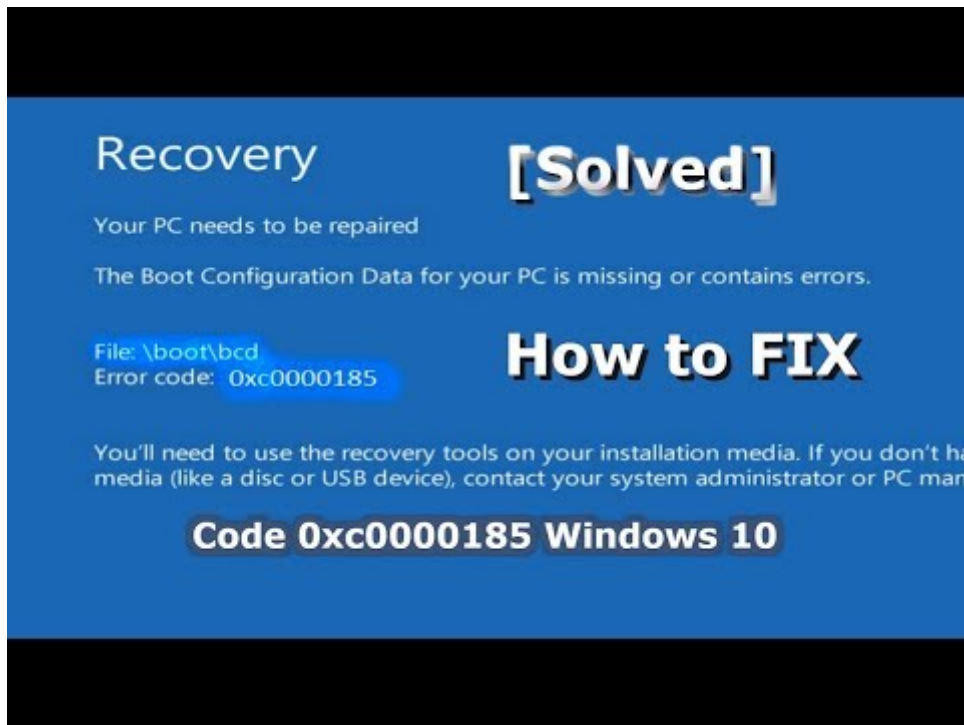 Recovery
[Solved]
Your PC needs to be repaired
The Boot Configuration Data for your PC is missing or contains errors.
File: \boot\bcd
Error code: 0xc0000185
How to FIX
You'll need to use the recovery tools on your installation media. If you don't
media (like a disc or USB device), contact your system administrator or PC
Code 0xc0000185 Windows 10